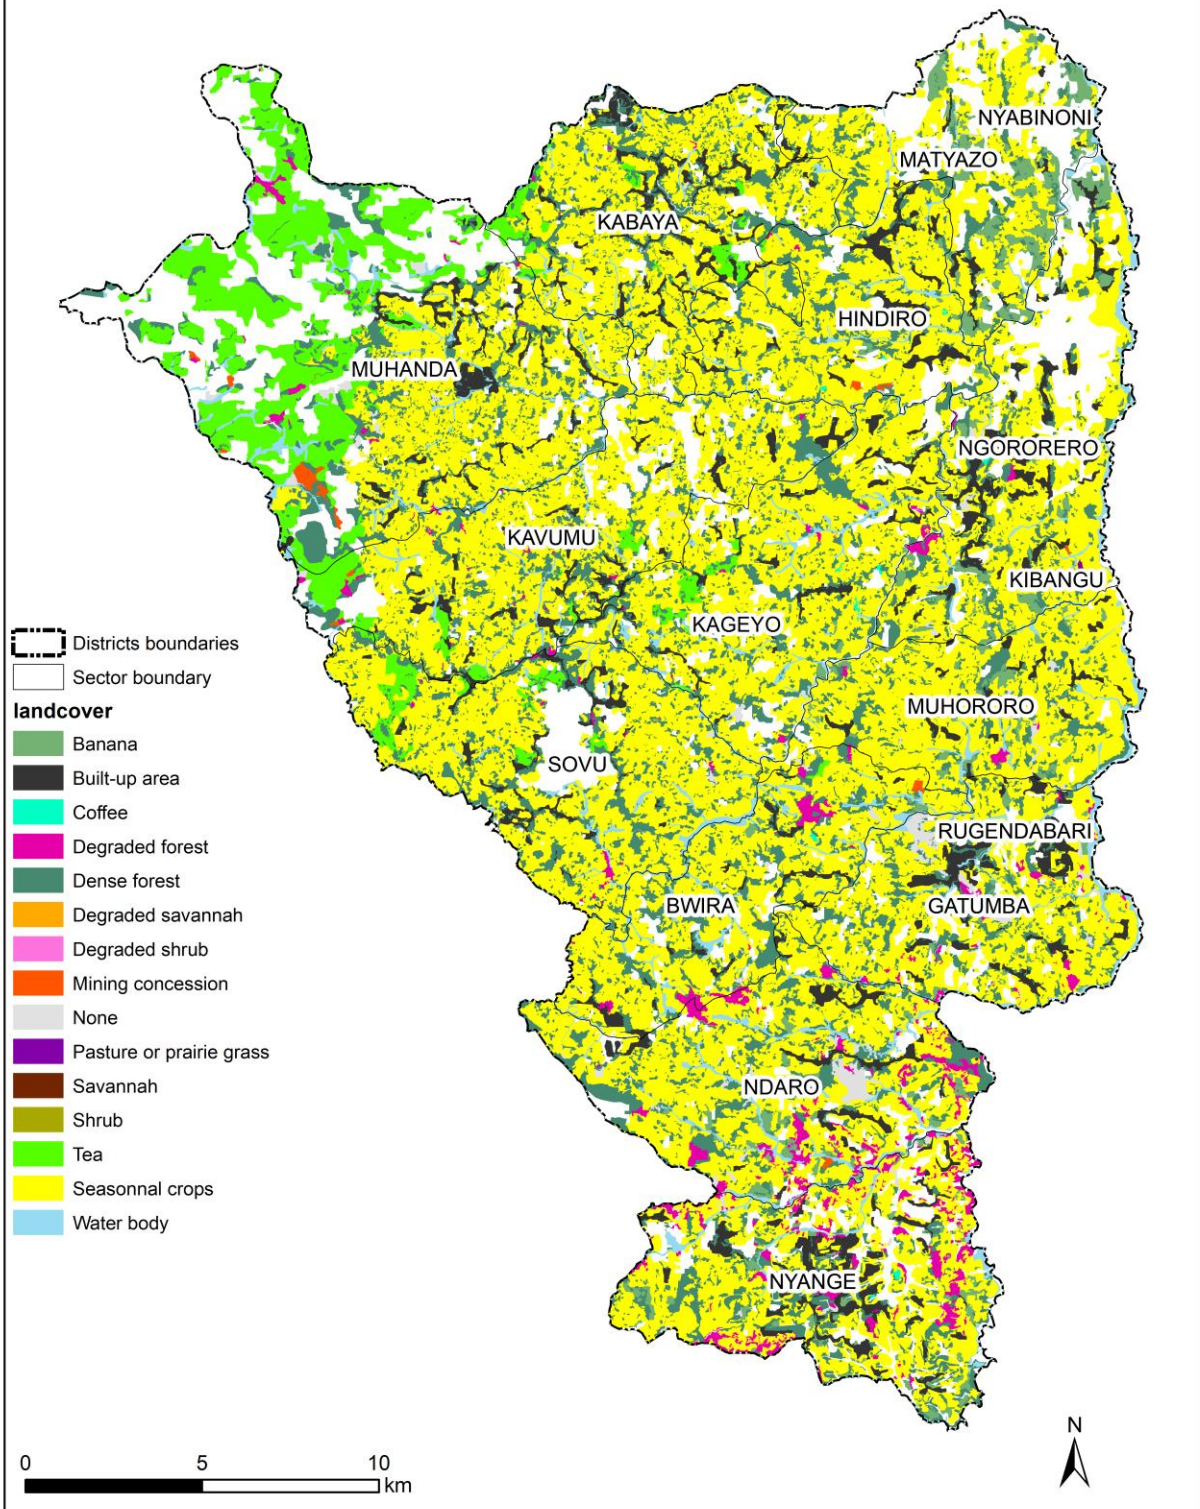 NYABINONI
MATYAZO
KABAYA
HINDIRO
MUHANDA
NGORORERO
KAVUMU
KIBANGU
KAGEYO
Districts boundaries
Sector boundary
landcover
MUHORORO
Banana
SOVU
Built-up area
Coffee
RUGENDABARI
Degraded forest
Dense forest
BWIRA
GATUMBA
Degraded savannah
Degraded shrub
Mining concession
None
Pasture or prairie grass
Savannah
NDARO
Shrub
Tea
Seasonnal crops
Water body
NYANGE
N
0 5 10
km